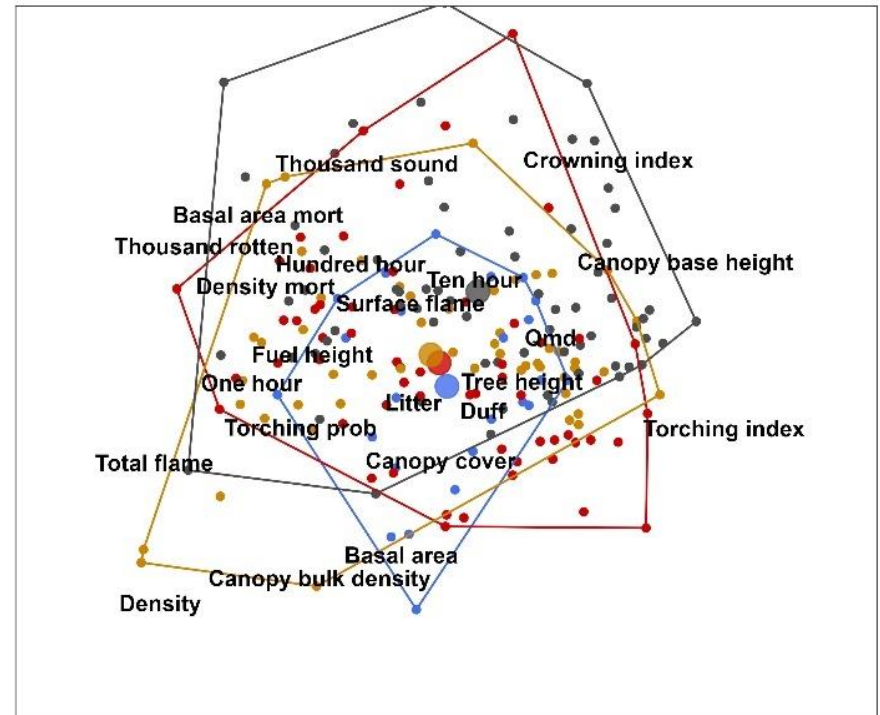 Crowning index
Thousand sound
Basal area mort
Thousand rotten
Canopy base height
Hundred hour
Ten hour
Density mort
Surface flame
Qmd
Fuel height
One hour
Tree height
Litter
Duff
Torching prob
Torching index
Canopy cover
Total flame
Basal area
Canopy bulk density
Density